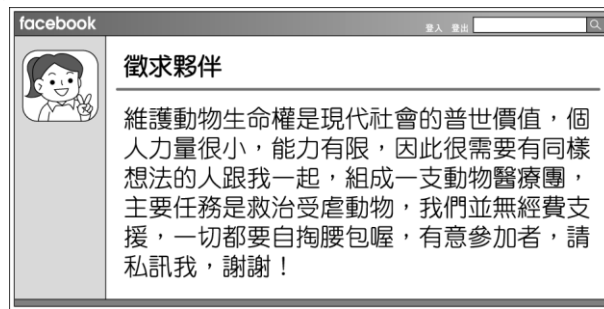 facebook
登入 登出
徵求夥伴
維護動物生命權是現代社會的普世價值，個
人力量很小，能力有限，因此很需要有同樣
想法的人跟我一起，組成一支動物醫療團，
主要任務是救治受虐動物，我們並無經費支
援，一切都要自掏腰包喔，有意參加者，請
私訊我，謝謝！